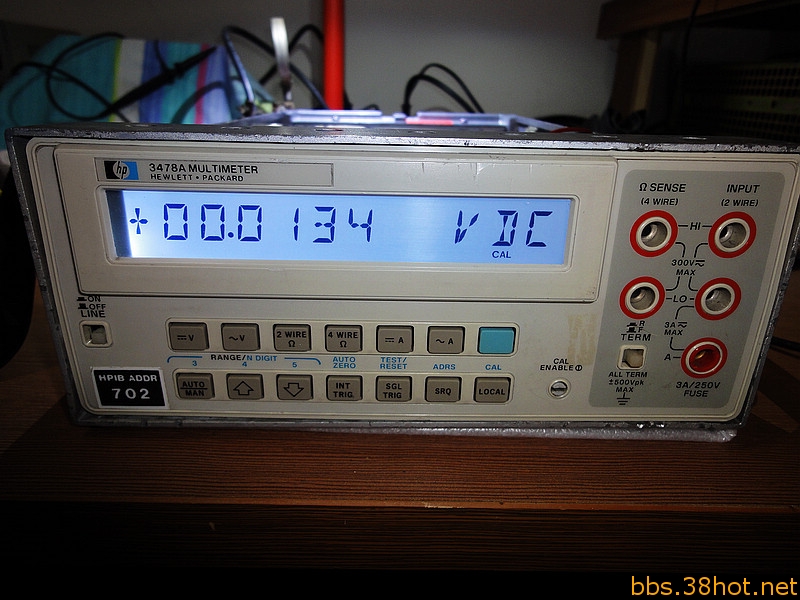 hp 3478A MULTIMETER
HEWLETT • PACKARD
+00.0134 VDC
CAL
Ω SENSE
(4 WIRE)
INPUT
(2 WIRE)
HI
300V⎓
MAX
LO
3A
MAX
A
3A/250V
FUSE
F
R
TERM
ALL TERM
±500Vpk
MAX
ON
OFF
LINE
⎓ V
~ V
2 WIRE
Ω
4 WIRE
Ω
⎓ A
~ A
RANGE/N DIGIT
3
4
5
AUTO
ZERO
TEST/
RESET
ADRS
CAL
CAL
ENABLE
HPIB ADDR
702
AUTO
MAN
INT
TRIG
SGL
TRIG
SRQ
LOCAL
bbs.38hot.net